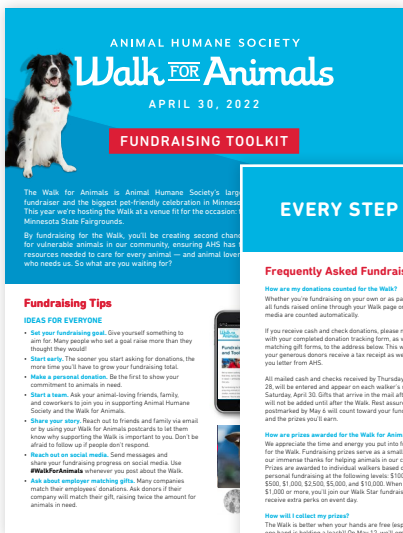 ANIMAL HUMANE SOCIETY
Walk FOR Animals
APRIL 30, 2022
FUNDRAISING TOOLKIT
The Walk for Animals is Animal Humane Society's
fundraiser and the biggest pet-friendly celebration in
This year we're hosting the Walk at a venue fit for the occasion:
Minnesota State Fairgrounds.
By fundraising for the Walk, you'll be creating second
for vulnerable animals in our community, ensuring AHS has
resources needed to care for every animal — and animal
who needs us. So what are you waiting for?
Fundraising Tips
IDEAS FOR EVERYONE
• Set your fundraising goal. Give yourself something to
aim for. Many people who set a goal raise more than they
thought they would!
• Start early. The sooner you start asking for donations, the
more time you'll have to grow your fundraising total.
• Make a personal donation. Be the first to show your
commitment to animals in need.
• Start a team. Ask your animal-loving friends, family,
and coworkers to join you in supporting Animal Humane
Society and the Walk for Animals.
• Share your story. Reach out to friends and family via email
or by using your Walk for Animals postcards to let them
know why supporting the Walk is important to you. Don't be
afraid to follow up if people don't respond.
• Reach out on social media. Send messages and
share your fundraising progress on social media. Use
#WalkForAnimals whenever you post about the Walk.
• Ask about employer matching gifts. Many companies
match their employees' donations. Ask donors if their
company will match their gift, raising twice the amount for
animals in need.
EVERY STEP
Frequently Asked
How are my donations counted for the Walk?
Whether you're fundraising on your own or as
all funds raised online through your Walk page or
media are counted automatically.
If you receive cash and check donations, please
with your completed donation tracking form, as
matching gift forms, to the address below. This
your generous donors receive a tax receipt as
you letter from AHS.
All mailed cash and checks received by Thursday
28, will be entered and appear on each walker's
Saturday, April 30. Gifts that arrive in the mail
will not be added until after the Walk. Rest
postmarked by May 6 will count toward your
and the prizes you'll earn.
How are prizes awarded for the Walk for
We appreciate the time and energy you put into
for the Walk. Fundraising prizes serve as a small
our immense thanks for helping animals in our
Prizes are awarded to individual walkers based
personal fundraising at the following levels:
$500, $1,000, $2,500, $5,000, and $10,000. When
$1,000 or more, you'll join our Walk Star
receive extra perks on event day.
How will I collect my prizes?
The Walk is better when your hands are free